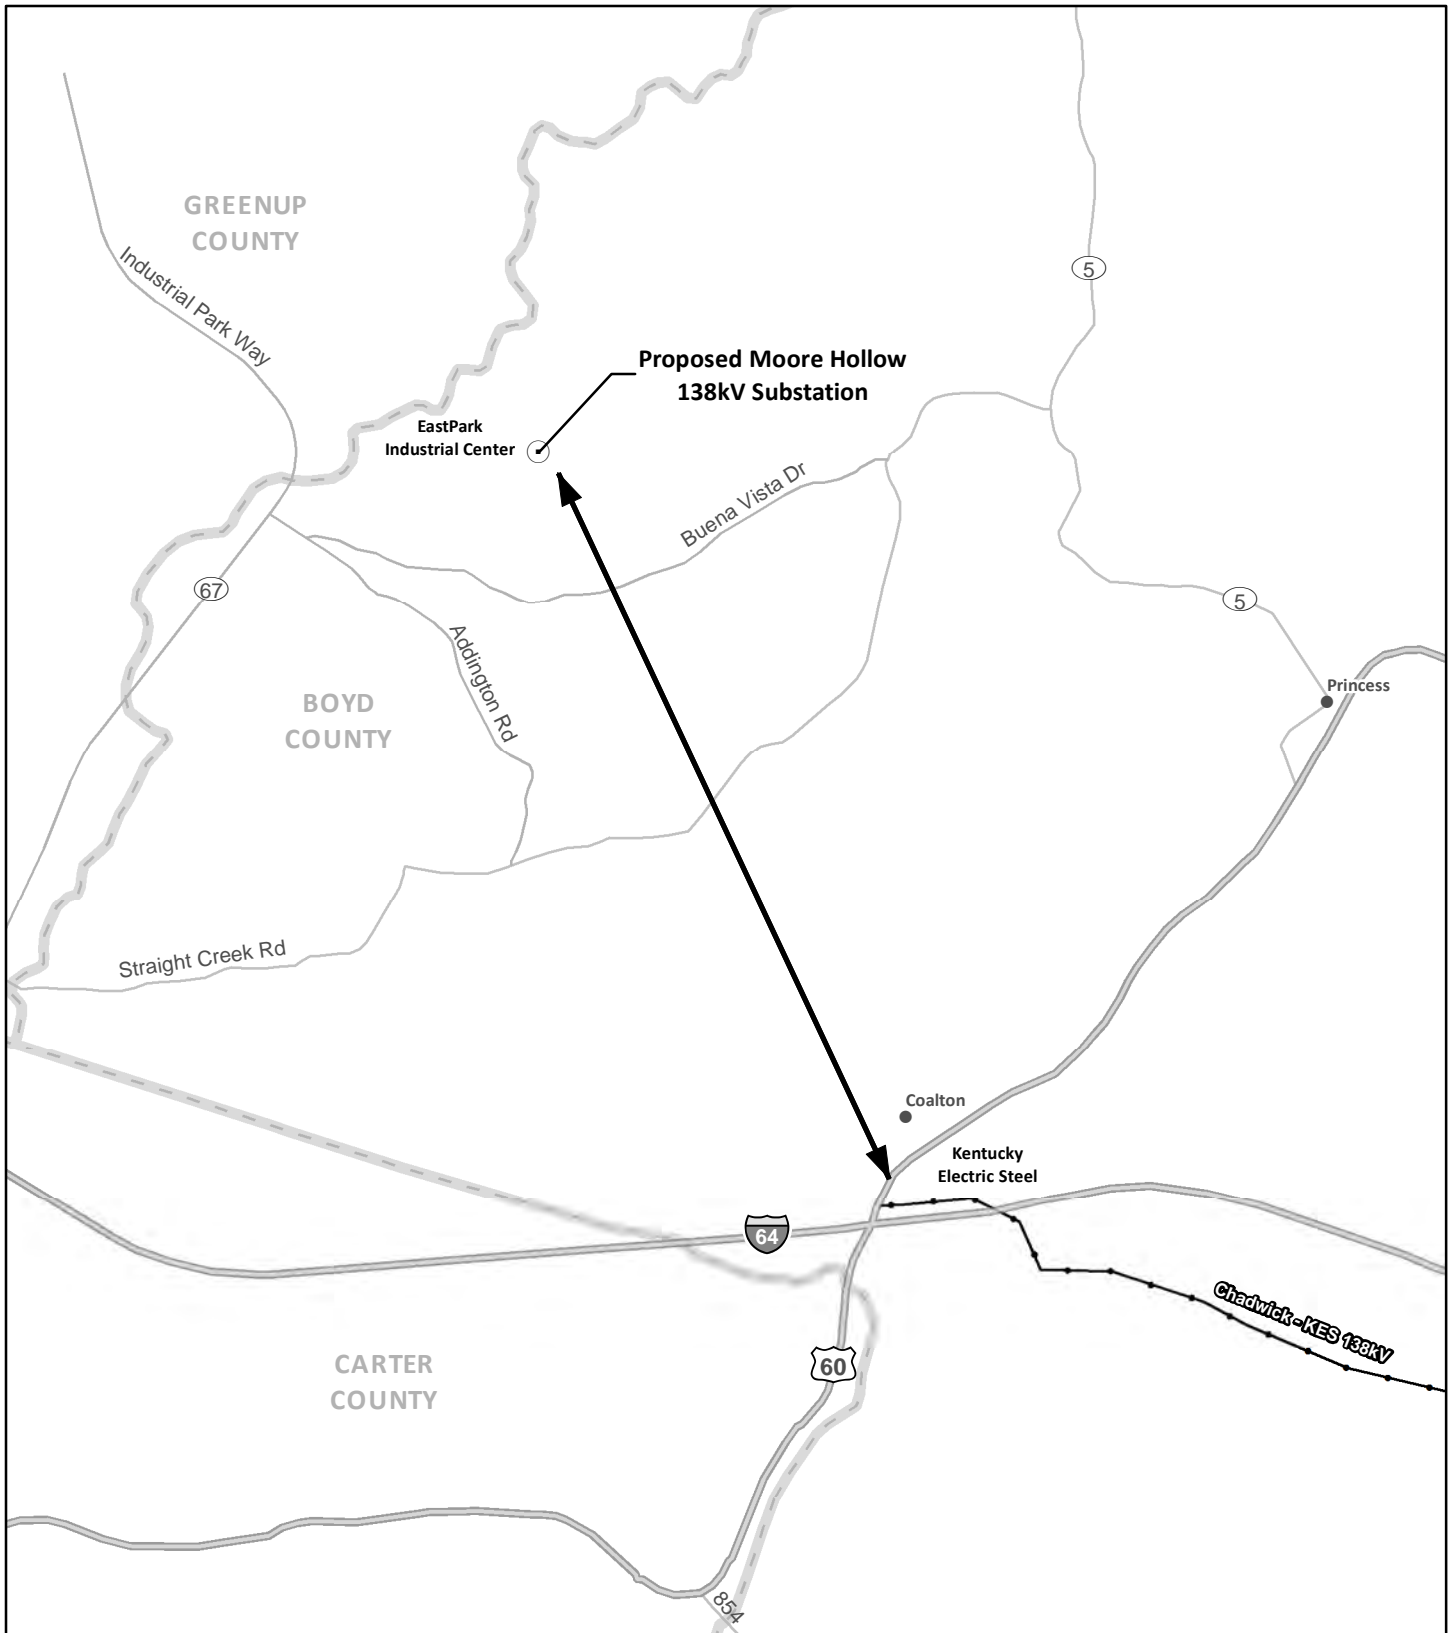 GREENUP
COUNTY
Industrial Park Way
5
Proposed Moore Hollow
138kV Substation
EastPark
Industrial Center
Buena Vista Dr
67
5
Addington Rd
Princess
BOYD
COUNTY
Straight Creek Rd
Coalton
Kentucky
Electric Steel
64
Chadwick - KES 138kV
60
CARTER
COUNTY
854